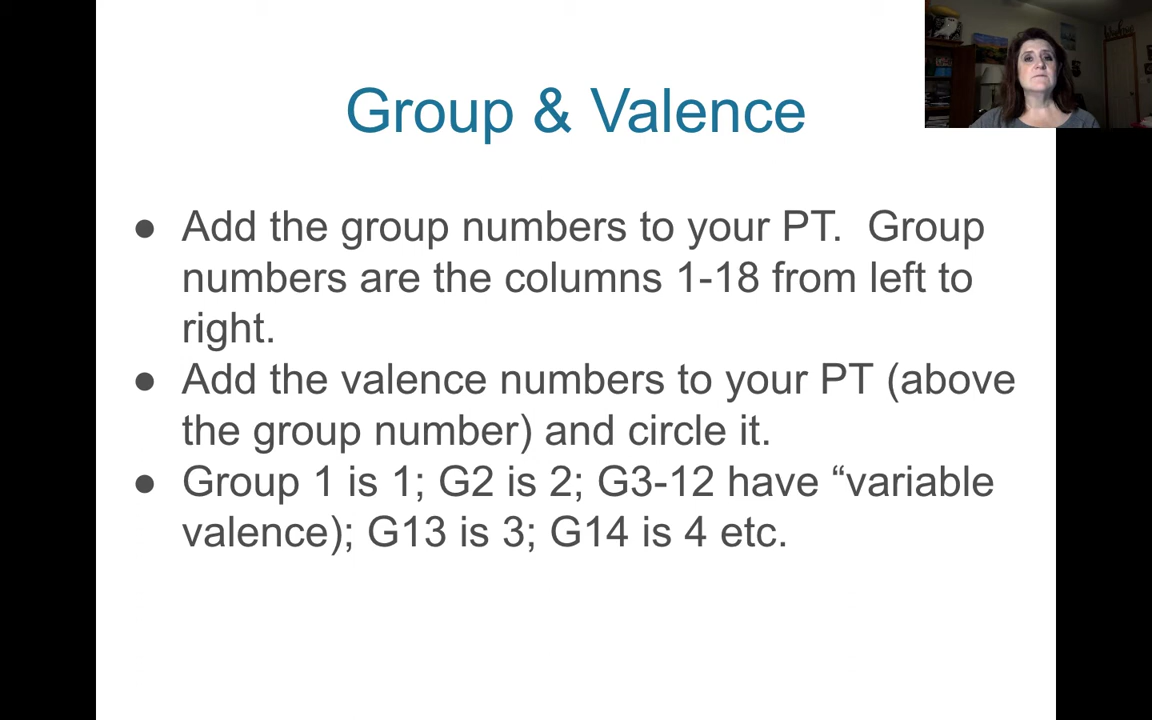 Group & Valence
● Add the group numbers to your PT.  Group
numbers are the columns 1-18 from left to
right.
● Add the valence numbers to your PT (above
the group number) and circle it.
● Group 1 is 1; G2 is 2; G3-12 have “variable
valence); G13 is 3; G14 is 4 etc.